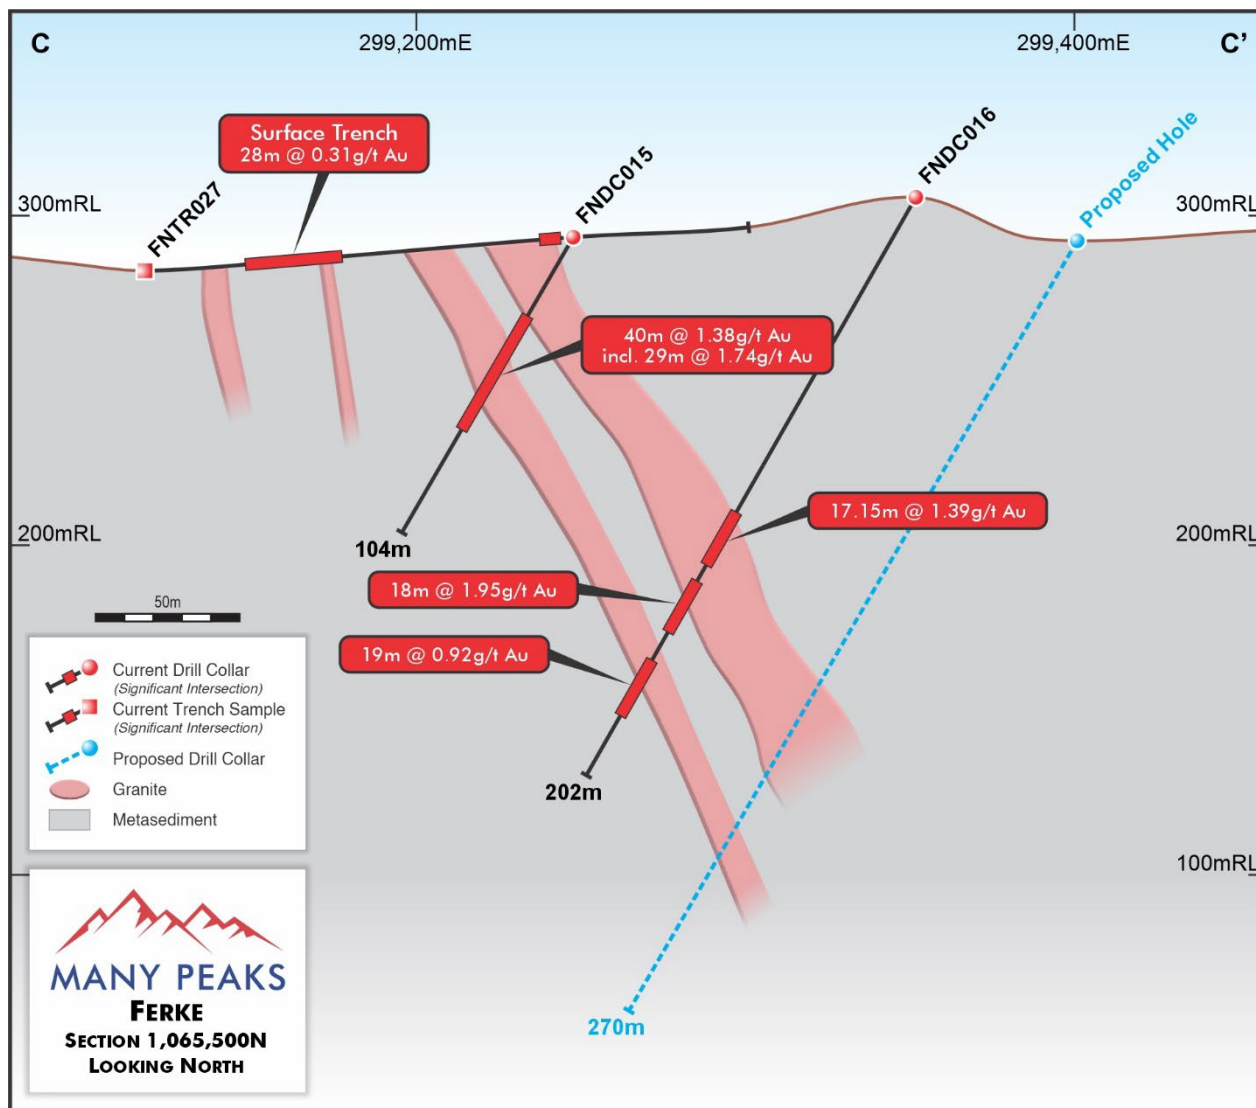 C
299,200mE
299,400mE
C'
Surface Trench
28m @ 0.31g/t Au
FNTR027
FNDC015
FNDC016
Proposed Hole
300mRL
300mRL
40m @ 1.38g/t Au
incl. 29m @ 1.74g/t Au
17.15m @ 1.39g/t Au
200mRL
200mRL
104m
18m @ 1.95g/t Au
19m @ 0.92g/t Au
202m
50m
Current Drill Collar
(Significant Intersection)
Current Trench Sample
(Significant Intersection)
Proposed Drill Collar
Granite
Metasediment
100mRL
270m
MANY PEAKS
FERKE
SECTION 1,065,500N
LOOKING NORTH